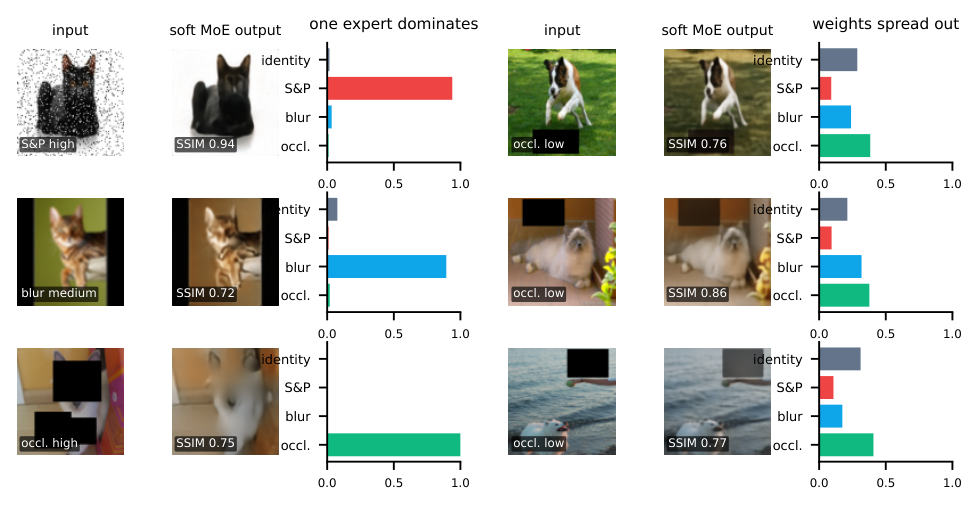 input soft MoE output one expert dominates input soft MoE output weights spread out
S&P high
SSIM 0.94
identity
S&P
blur
occl.
0.0 0.5 1.0
occl. low
SSIM 0.76
identity
S&P
blur
occl.
0.0 0.5 1.0
blur medium
SSIM 0.72
identity
S&P
blur
occl.
0.0 0.5 1.0
occl. low
SSIM 0.86
identity
S&P
blur
occl.
0.0 0.5 1.0
occl. high
SSIM 0.75
identity
S&P
blur
occl.
0.0 0.5 1.0
occl. low
SSIM 0.77
identity
S&P
blur
occl.
0.0 0.5 1.0